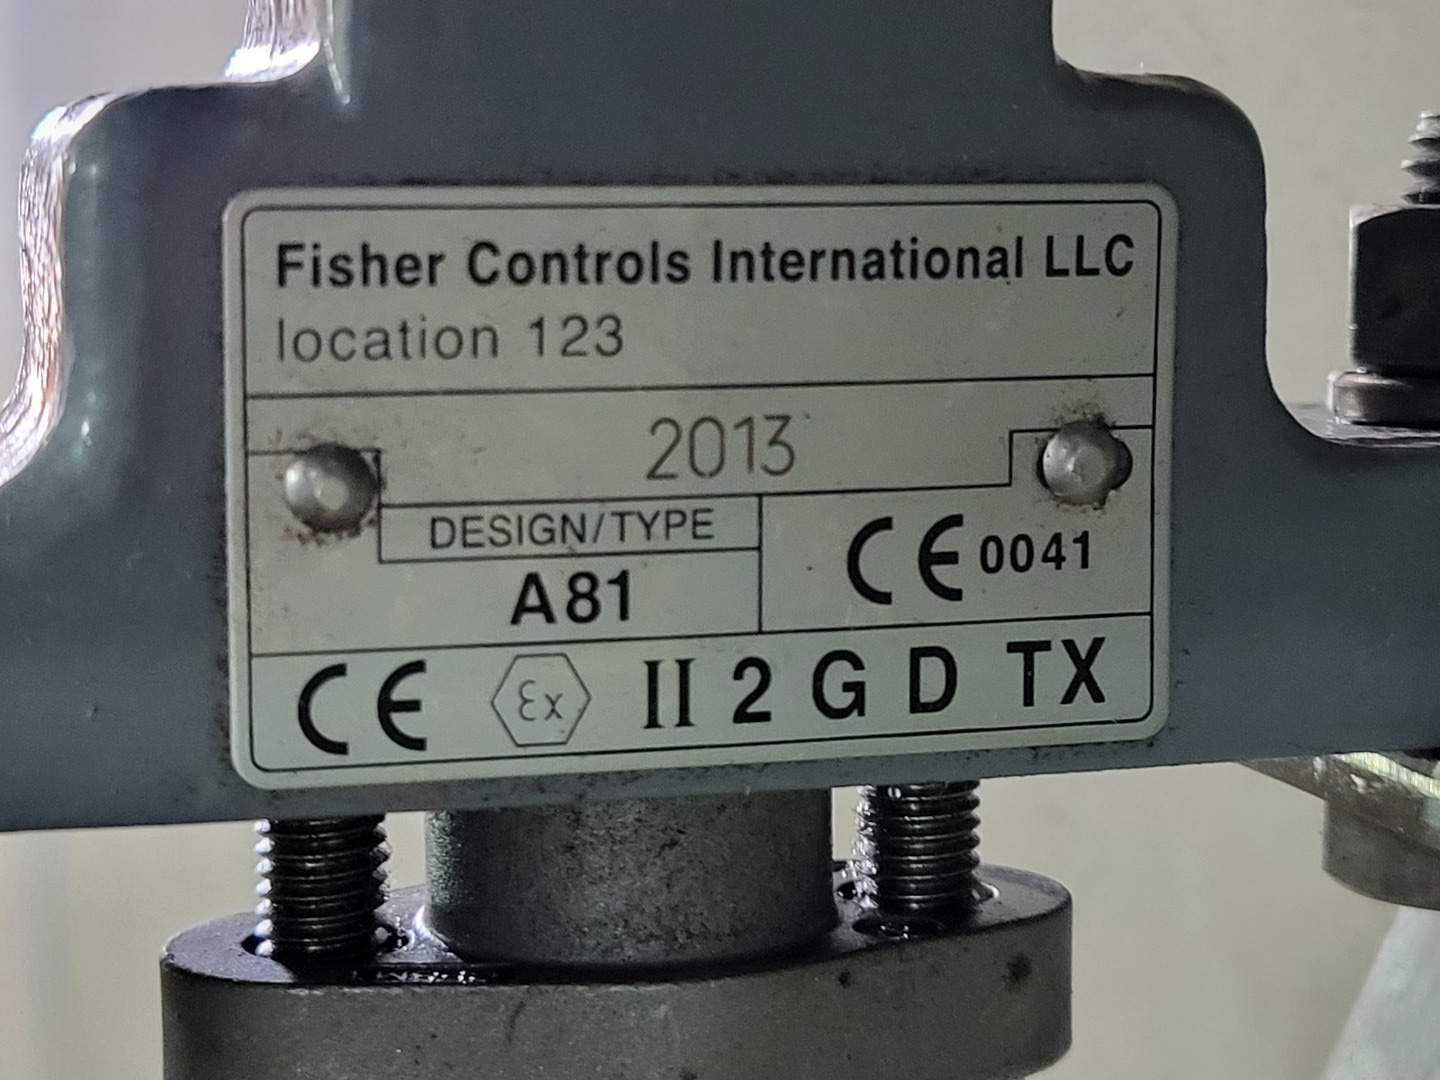 Fisher Controls International LLC
location 123
2013
DESIGN/TYPE
A81
CE 0041
CE Ex II 2 G D TX